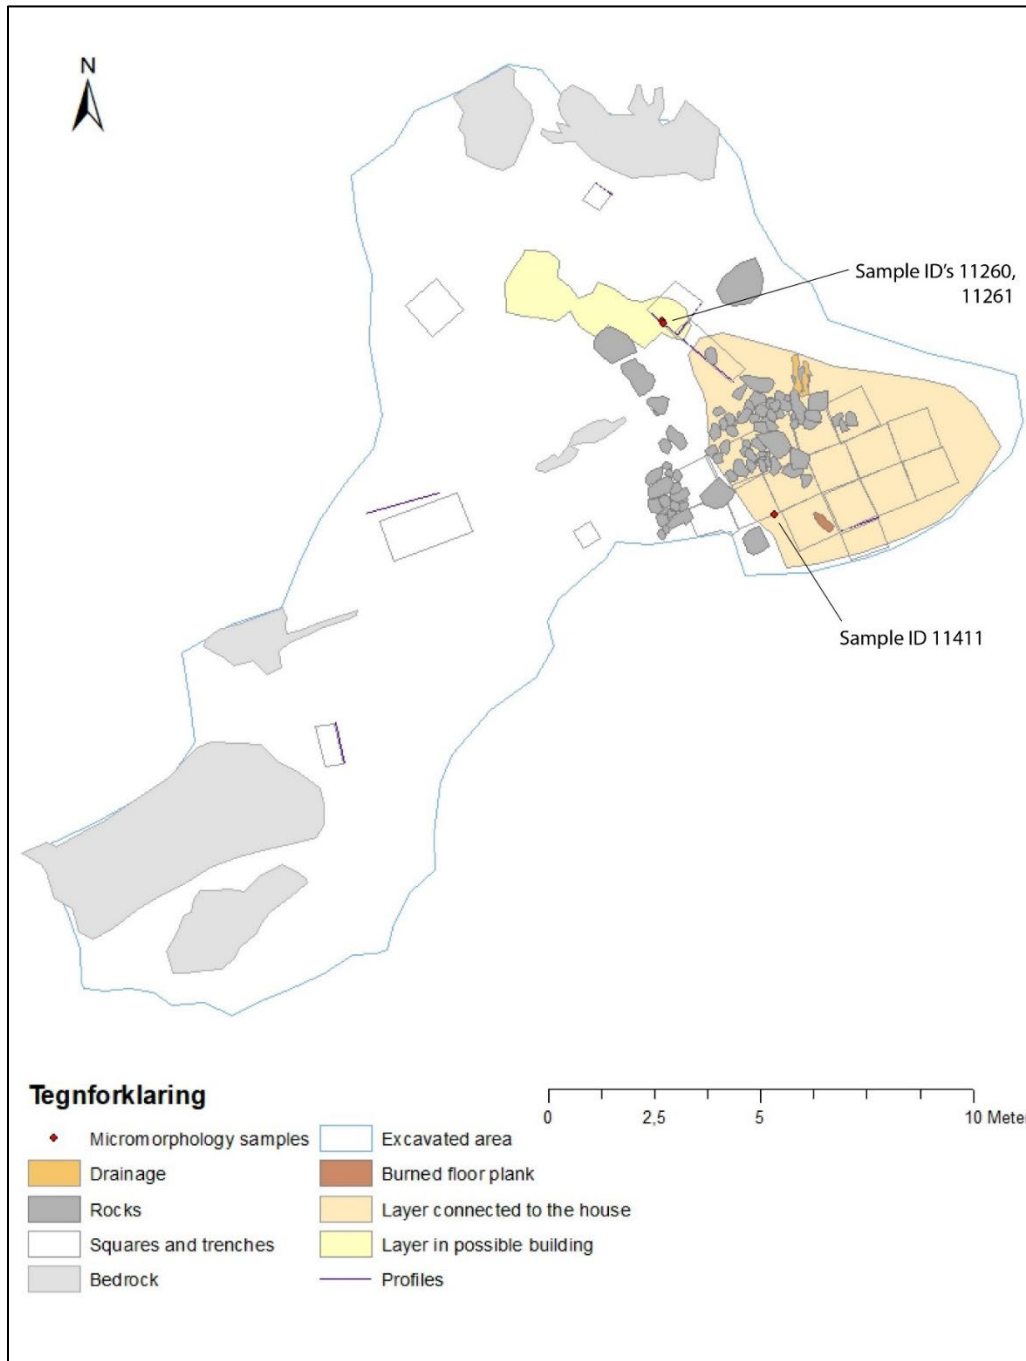 N
Sample ID's 11260,
11261
Sample ID 11411
Tegnforklaring
Micromorphology samples
Drainage
Rocks
Squares and trenches
Bedrock
Excavated area
Burned floor plank
Layer connected to the house
Layer in possible building
Profiles
0 2,5 5 10 Meter